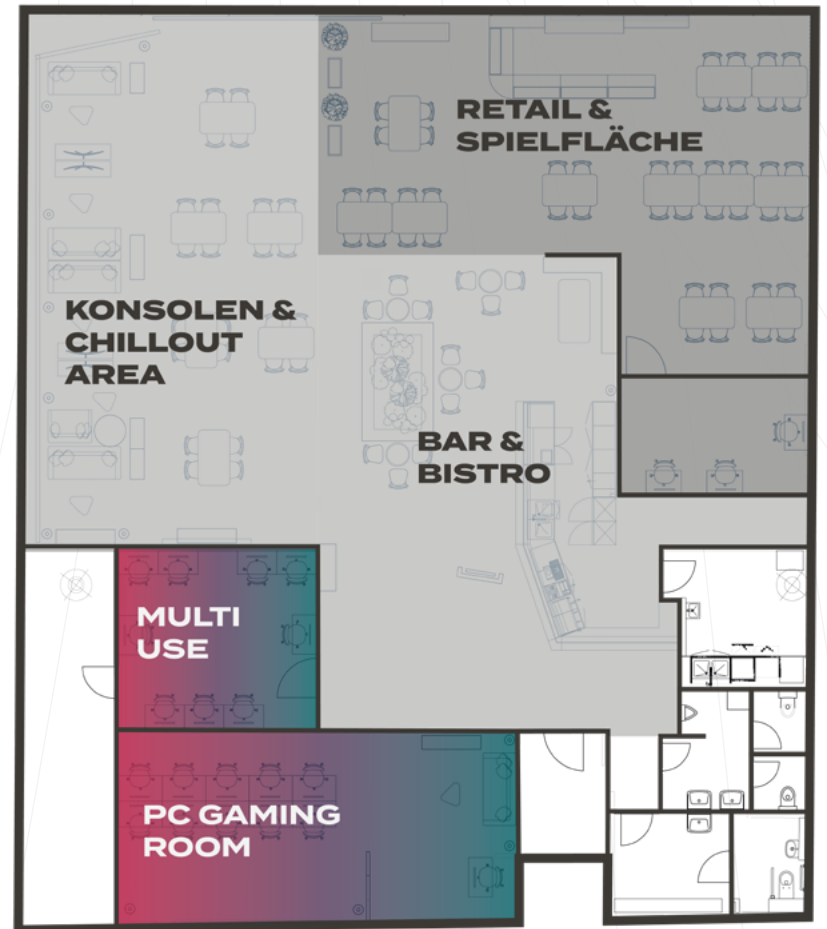 RETAIL &
SPIELFLÄCHE
KONSOLEN &
CHILLOUT
AREA
BAR &
BISTRO
MULTI
USE
PC GAMING
ROOM